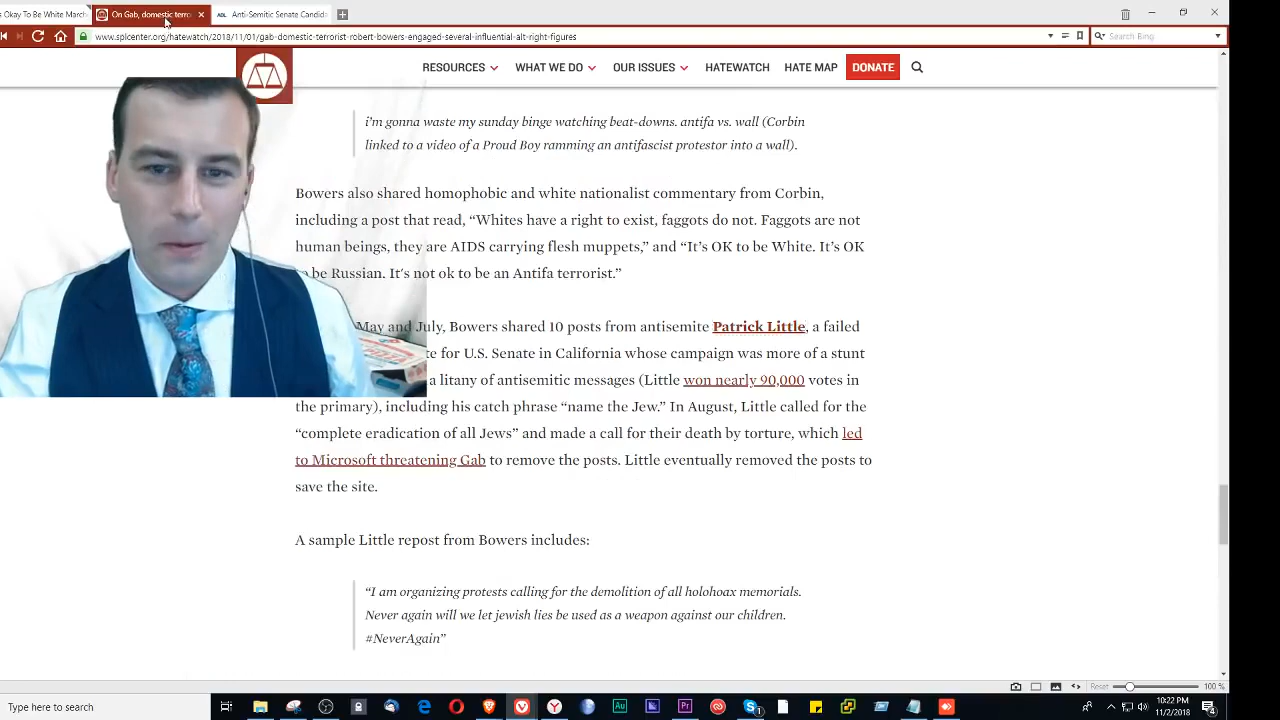 s Okay To Be White March
On Gab, domestic terro
ADL Anti-Semitic Senate Candid
www.splcenter.org/hatewatch/2018/11/01/gab-domestic-terrorist-robert-bowers-engaged-several-influential-alt-right-figures
Search Bing
RESOURCES WHAT WE DO OUR ISSUES HATEWATCH HATE MAP DONATE
i'm gonna waste my sunday binge watching beat-downs. antifa vs. wall (Corbin
linked to a video of a Proud Boy ramming an antifascist protestor into a wall).
Bowers also shared homophobic and white nationalist commentary from Corbin,
including a post that read, “Whites have a right to exist, faggots do not. Faggots are not
human beings, they are AIDS carrying flesh muppets,” and “It’s OK to be White. It’s OK
be Russian. It's not ok to be an Antifa terrorist.”
May and July, Bowers shared 10 posts from antisemite Patrick Little, a failed
te for U.S. Senate in California whose campaign was more of a stunt
a litany of antisemitic messages (Little won nearly 90,000 votes in
the primary), including his catch phrase “name the Jew.” In August, Little called for the
“complete eradication of all Jews” and made a call for their death by torture, which led
to Microsoft threatening Gab to remove the posts. Little eventually removed the posts to
save the site.
A sample Little repost from Bowers includes:
“I am organizing protests calling for the demolition of all holohoax memorials.
Never again will we let jewish lies be used as a weapon against our children.
#NeverAgain”
Reset 100 %
Type here to search
10:22 PM
11/2/2018